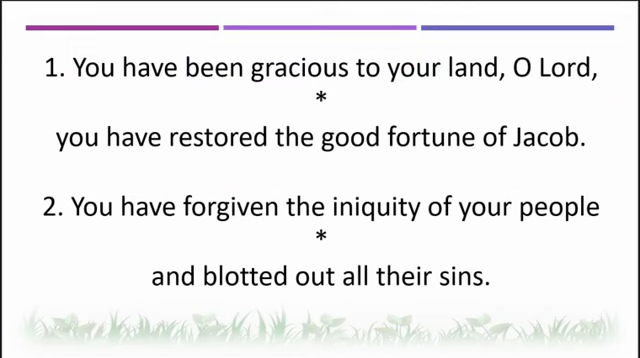 1. You have been gracious to your land, O Lord,
*
you have restored the good fortune of Jacob.
2. You have forgiven the iniquity of your people
*
and blotted out all their sins.